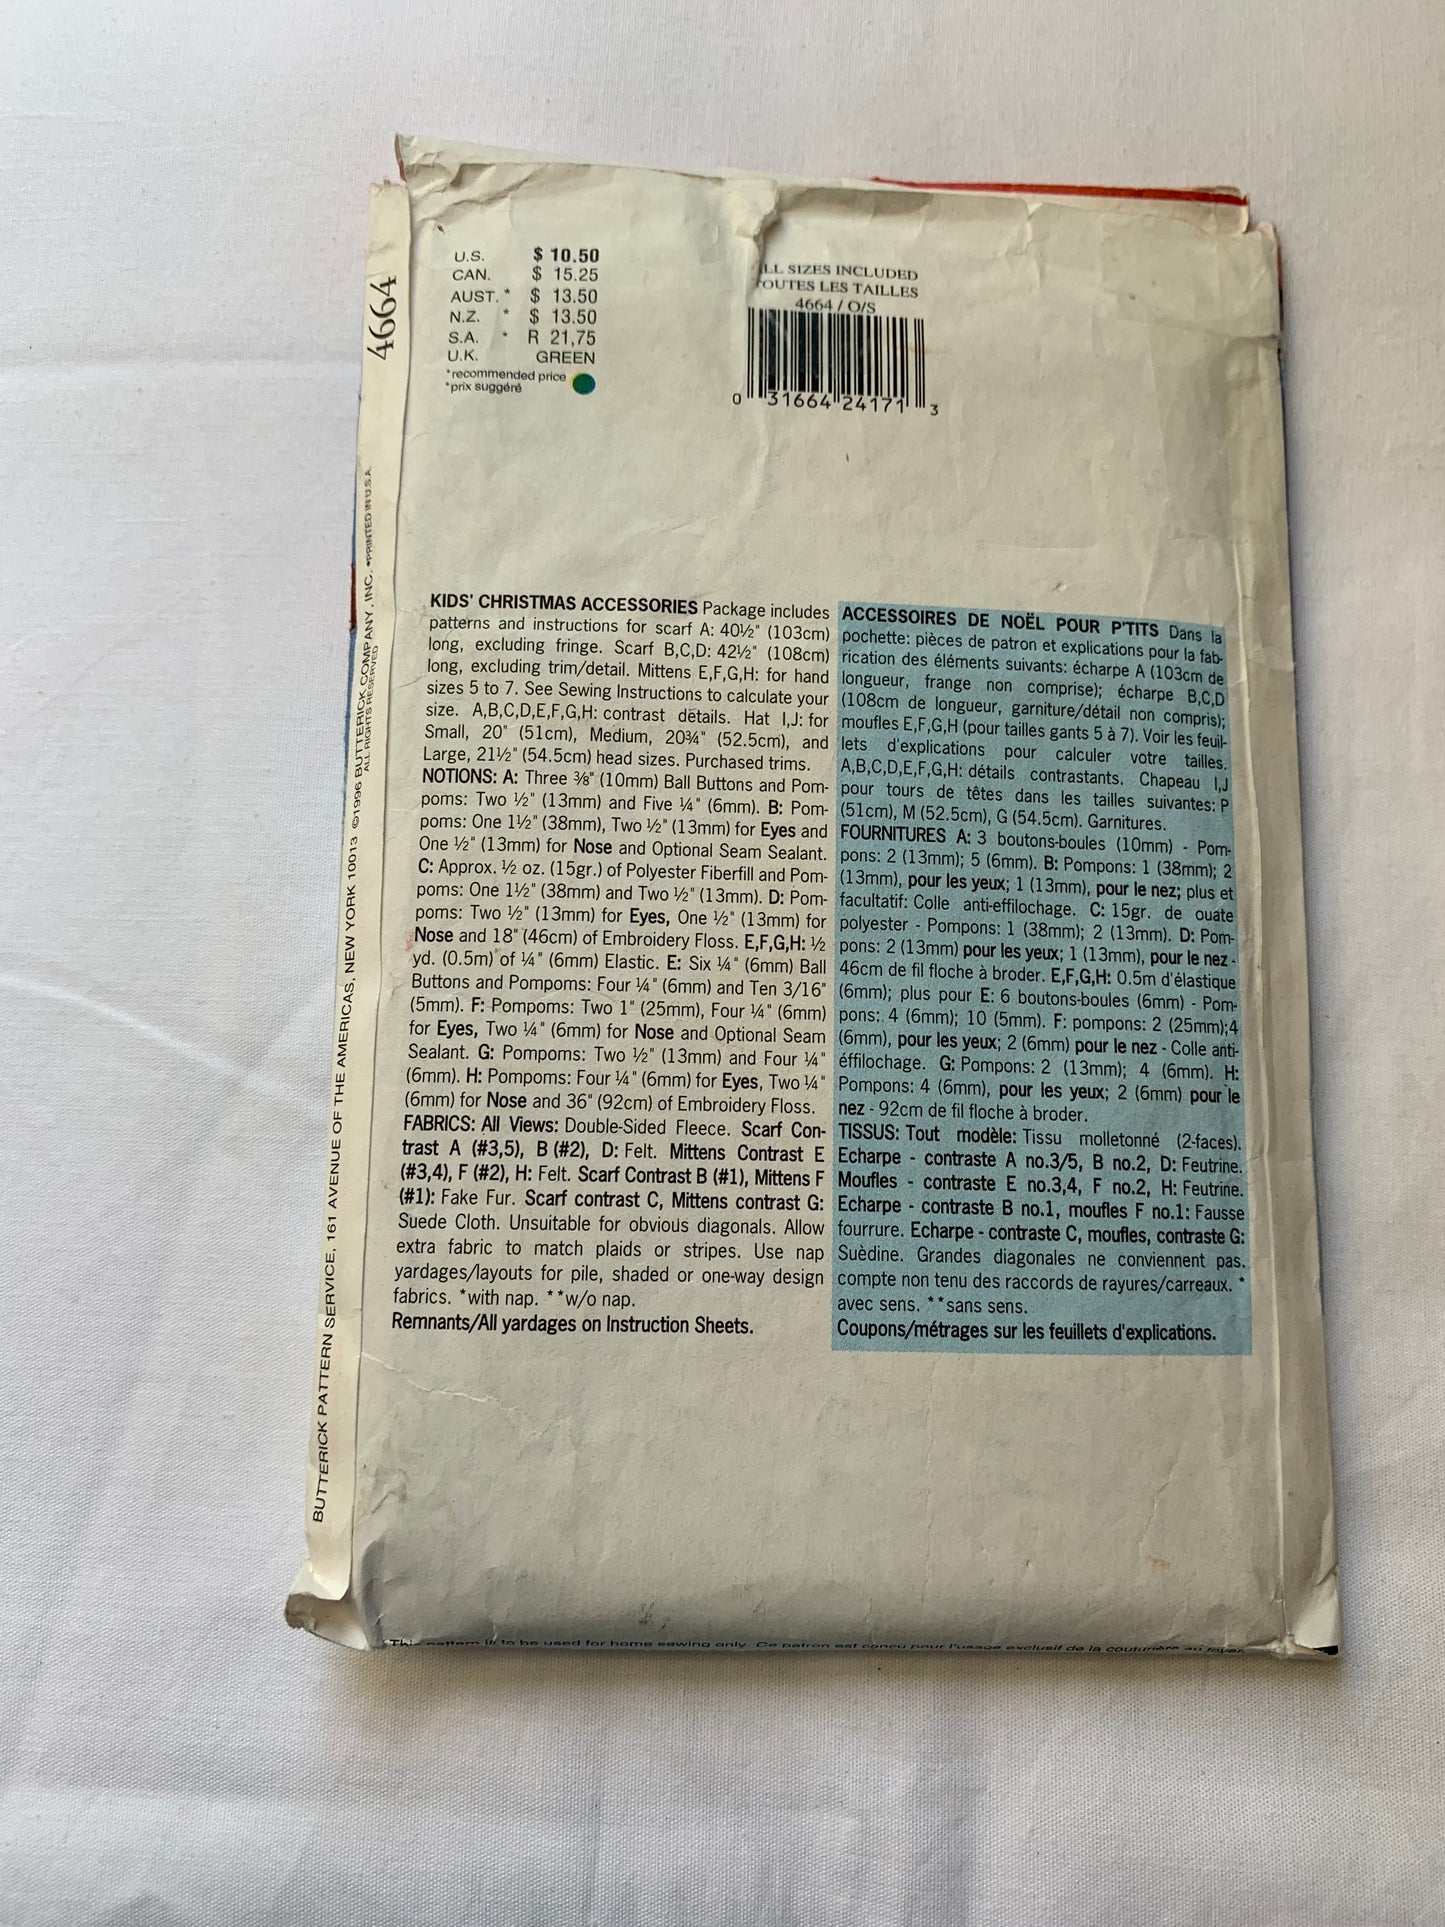 4664
U.S. $ 10.50
CAN. $ 15.25
AUST. * $ 13.50
N.Z. * $ 13.50
S.A. * R 21,75
U.K. GREEN
*recommended price
*prix suggéré
LL SIZES INCLUDED
TOUTES LES TAILLES
4664 / O/S
0 31664 24171 3
KIDS' CHRISTMAS ACCESSORIES Package includes
patterns and instructions for scarf A: 40½" (103cm)
long, excluding fringe. Scarf B,C,D: 42½" (108cm)
long, excluding trim/detail. Mittens E,F,G,H: for hand
sizes 5 to 7. See Sewing Instructions to calculate your
size. A,B,C,D,E,F,G,H: contrast details. Hat I,J: for
Small, 20" (51cm), Medium, 20¾" (52.5cm), and
Large, 21½" (54.5cm) head sizes. Purchased trims.
NOTIONS: A: Three ⅜" (10mm) Ball Buttons and Pom-
poms: Two ½" (13mm) and Five ¼" (6mm). B: Pom-
poms: One 1½" (38mm), Two ½" (13mm) for Eyes and
One ½" (13mm) for Nose and Optional Seam Sealant.
C: Approx. ½ oz. (15gr.) of Polyester Fiberfill and Pom-
poms: One 1½" (38mm) and Two ½" (13mm). D: Pom-
poms: Two ½" (13mm) for Eyes, One ½" (13mm) for
Nose and 18" (46cm) of Embroidery Floss. E,F,G,H: ½
yd. (0.5m) of ¼" (6mm) Elastic. E: Six ¼" (6mm) Ball
Buttons and Pompoms: Four ¼" (6mm) and Ten 3/16"
(5mm). F: Pompoms: Two 1" (25mm), Four ¼" (6mm)
for Eyes, Two ¼" (6mm) for Nose and Optional Seam
Sealant. G: Pompoms: Two ½" (13mm) and Four ¼"
(6mm). H: Pompoms: Four ¼" (6mm) for Eyes, Two ¼"
(6mm) for Nose and 36" (92cm) of Embroidery Floss.
FABRICS: All Views: Double-Sided Fleece. Scarf Con-
trast A (#3,5), B (#2), D: Felt. Mittens Contrast E
(#3,4), F (#2), H: Felt. Scarf Contrast B (#1), Mittens F
(#1): Fake Fur. Scarf contrast C, Mittens contrast G:
Suede Cloth. Unsuitable for obvious diagonals. Allow
extra fabric to match plaids or stripes. Use nap
yardages/layouts for pile, shaded or one-way design
fabrics. *with nap. **w/o nap.
Remnants/All yardages on Instruction Sheets.
ACCESSOIRES DE NOËL POUR P'TITS Dans la
pochette: pièces de patron et explications pour la fab-
rication des éléments suivants: écharpe A (103cm de
longueur, frange non comprise); écharpe B,C,D
(108cm de longueur, garniture/détail non compris);
moufles E,F,G,H (pour tailles gants 5 à 7). Voir les feuil-
lets d'explications pour calculer votre tailles.
A,B,C,D,E,F,G,H: détails contrastants. Chapeau I,J
pour tours de têtes dans les tailles suivantes: P
(51cm), M (52.5cm), G (54.5cm). Garnitures.
FOURNITURES A: 3 boutons-boules (10mm) - Pom-
pons: 2 (13mm); 5 (6mm). B: Pompons: 1 (38mm); 2
(13mm), pour les yeux; 1 (13mm), pour le nez; plus et
facultatif: Colle anti-effilochage. C: 15gr. de ouate
polyester - Pompons: 1 (38mm); 2 (13mm). D: Pom-
pons: 2 (13mm) pour les yeux; 1 (13mm), pour le nez -
46cm de fil floche à broder. E,F,G,H: 0.5m d'élastique
(6mm); plus pour E: 6 boutons-boules (6mm) - Pom-
pons: 4 (6mm); 10 (5mm). F: pompons: 2 (25mm);4
(6mm), pour les yeux; 2 (6mm) pour le nez - Colle anti-
éffilochage. G: Pompons: 2 (13mm); 4 (6mm). H:
Pompons: 4 (6mm), pour les yeux; 2 (6mm) pour le
nez - 92cm de fil floche à broder.
TISSUS: Tout modèle: Tissu molletonné (2-faces).
Echarpe - contraste A no.3/5, B no.2, D: Feutrine.
Moufles - contraste E no.3,4, F no.2, H: Feutrine.
Echarpe - contraste B no.1, moufles F no.1: Fausse
fourrure. Echarpe - contraste C, moufles, contraste G:
Suèdine. Grandes diagonales ne conviennent pas.
compte non tenu des raccords de rayures/carreaux. *
avec sens. **sans sens.
Coupons/métrages sur les feuillets d'explications.
BUTTERICK PATTERN SERVICE, 161 AVENUE OF THE AMERICAS, NEW YORK 10013 ©1996 BUTTERICK COMPANY, INC. •PRINTED IN U.S.A.
ALL RIGHTS RESERVED
This pattern is to be used for home sewing only. Ce patron est conçu pour l'usage exclusif de la couturière au foyer.